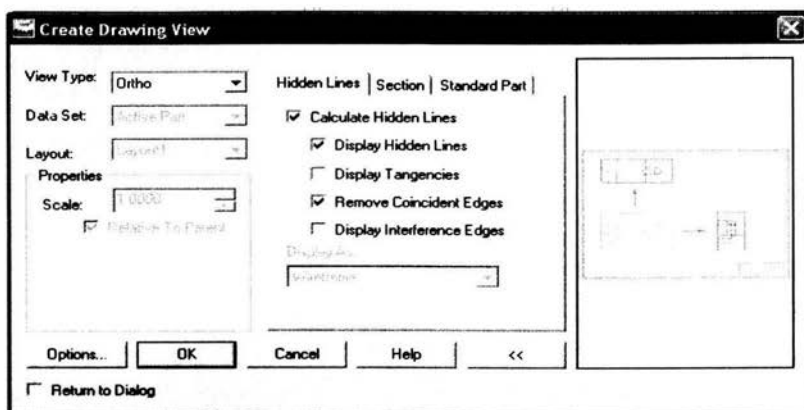 Create Drawing View
View Type: Ortho
Data Set: Active Part
Layout: Layout1
Properties
Scale: 1.0000
Relative To Parent
Hidden Lines Section Standard Part
Calculate Hidden Lines
Display Hidden Lines
Display Tangencies
Remove Coincident Edges
Display Interference Edges
Display As:
Options... OK Cancel Help <<
Return to Dialog